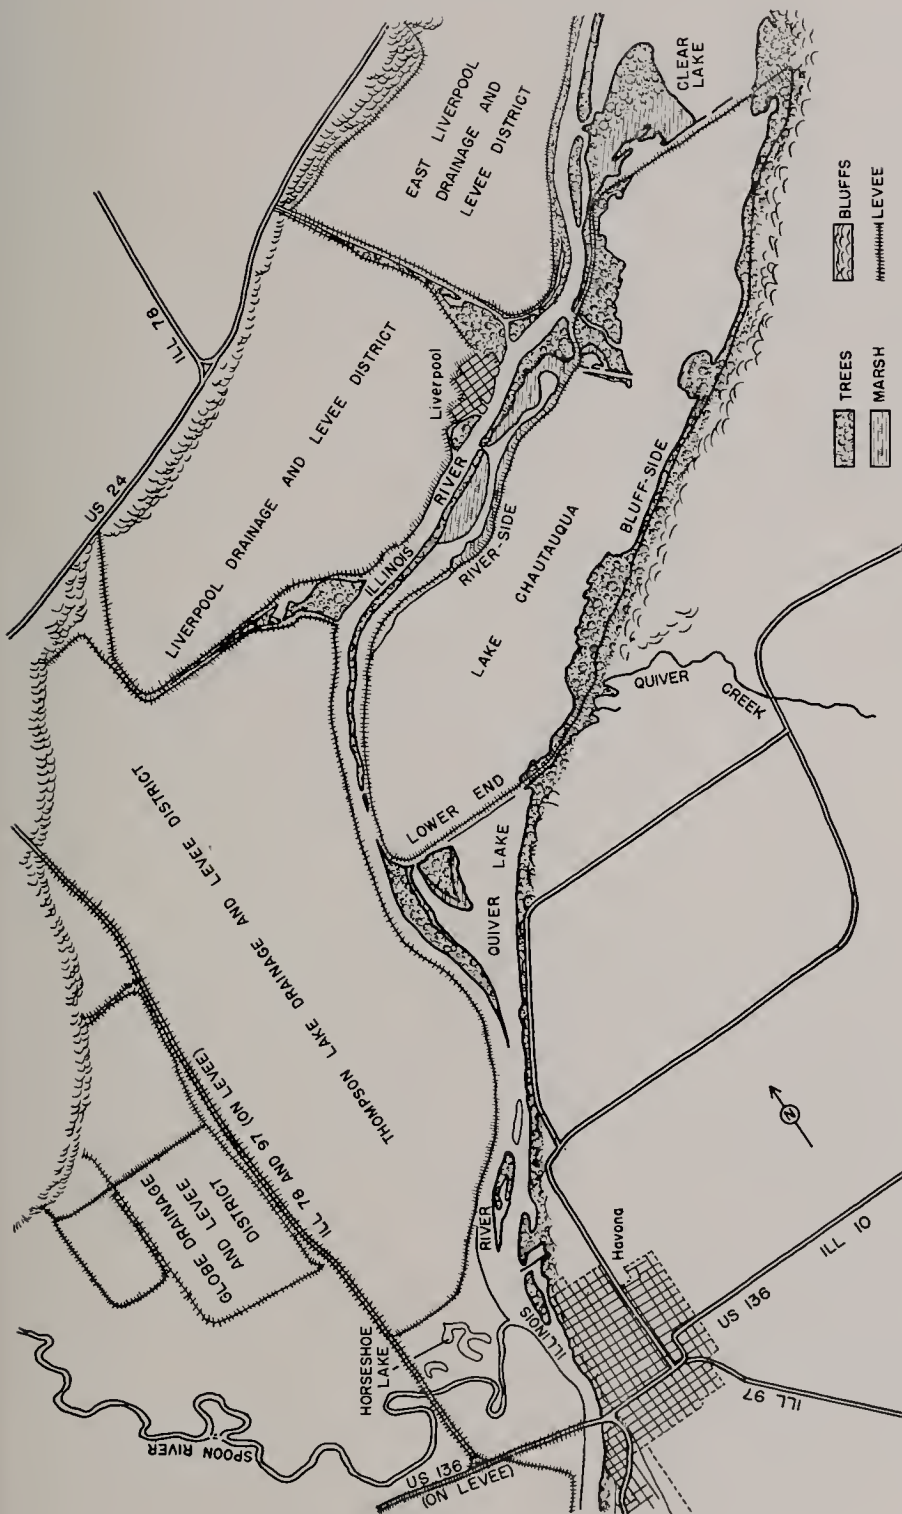 CLEAR
LAKE
EAST LIVERPOOL
DRAINAGE AND
LEVEE DISTRICT
ILL 78
US 24
LIVERPOOL DRAINAGE AND LEVEE DISTRICT
Liverpool
ILLINOIS RIVER
RIVER-SIDE
LAKE CHAUTAUQUA
BLUFF-SIDE
TREES
MARSH
BLUFFS
LEVEE
QUIVER CREEK
LOWER END
QUIVER LAKE
THOMPSON LAKE DRAINAGE AND LEVEE DISTRICT
ILL 78 AND 97 (ON LEVEE)
GLOBE DRAINAGE
AND LEVEE
DISTRICT
N
HORSESHOE
LAKE
SPOON RIVER
ILLINOIS RIVER
Havana
US 136
(ON LEVEE)
US 136
ILL 10
ILL 97